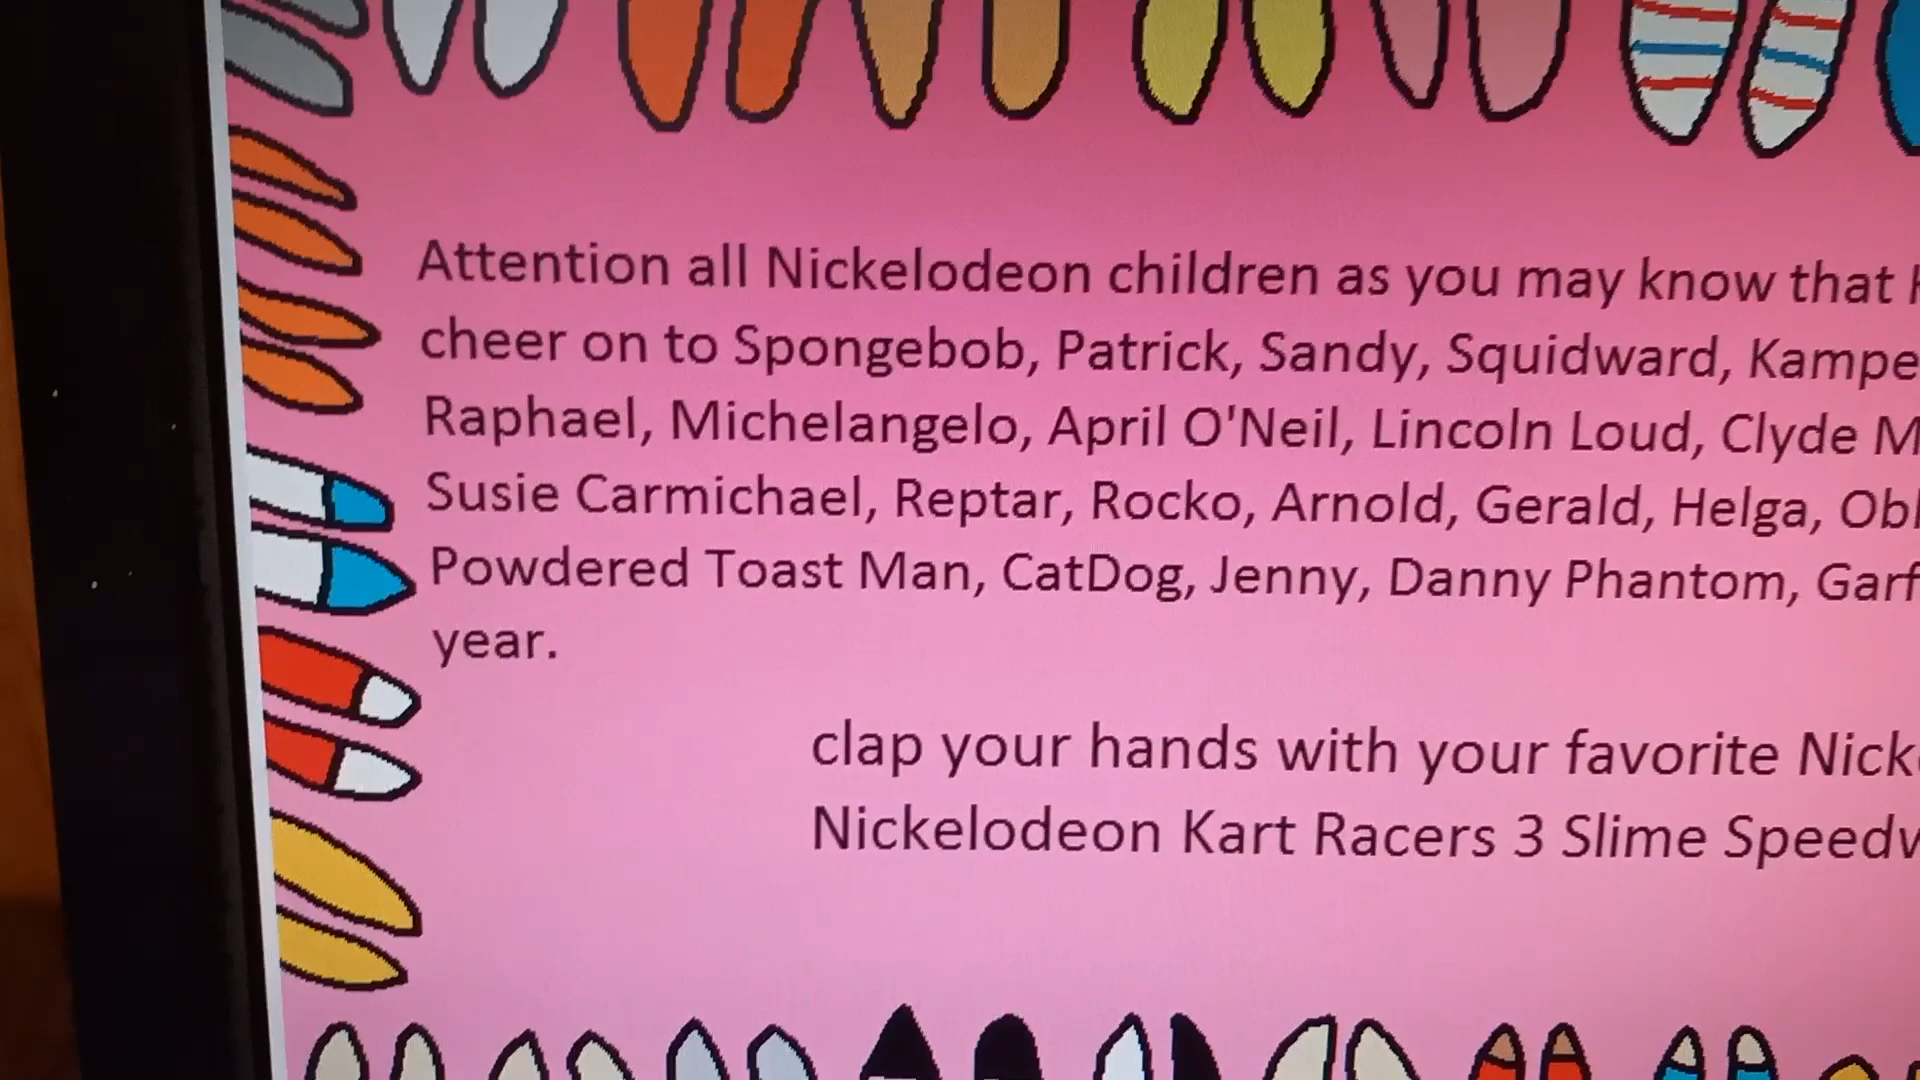 Attention all Nickelodeon children as you may know that
cheer on to Spongebob, Patrick, Sandy, Squidward,
Raphael, Michelangelo, April O'Neil, Lincoln Loud, Clyde
Susie Carmichael, Reptar, Rocko, Arnold, Gerald, Helga,
Powdered Toast Man, CatDog, Jenny, Danny Phantom,
year.
clap your hands with your favorite
Nickelodeon Kart Racers 3 Slime